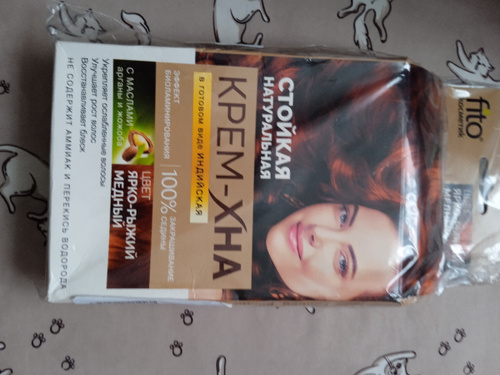 fito
КОСМЕТИК
СТОЙКАЯ
НАТУРАЛЬНАЯ
КРЕМ-ХНА
В ГОТОВОМ ВИДЕ ИНДИЙСКАЯ
ЭФФЕКТ
БИОЛАМИНИРОВАНИЯ
100% ЗАКРАШИВАНИЕ
СЕДИНЫ
С МАСЛАМИ
арганы и жожоба
ЦВЕТ
ЯРКО-РЫЖИЙ
МЕДНЫЙ
Укрепляет ослабленные волосы
Улучшает рост волос
Восстанавливает блеск
НЕ СОДЕРЖИТ АММИАК И ПЕРЕКИСЬ ВОДОРОДА